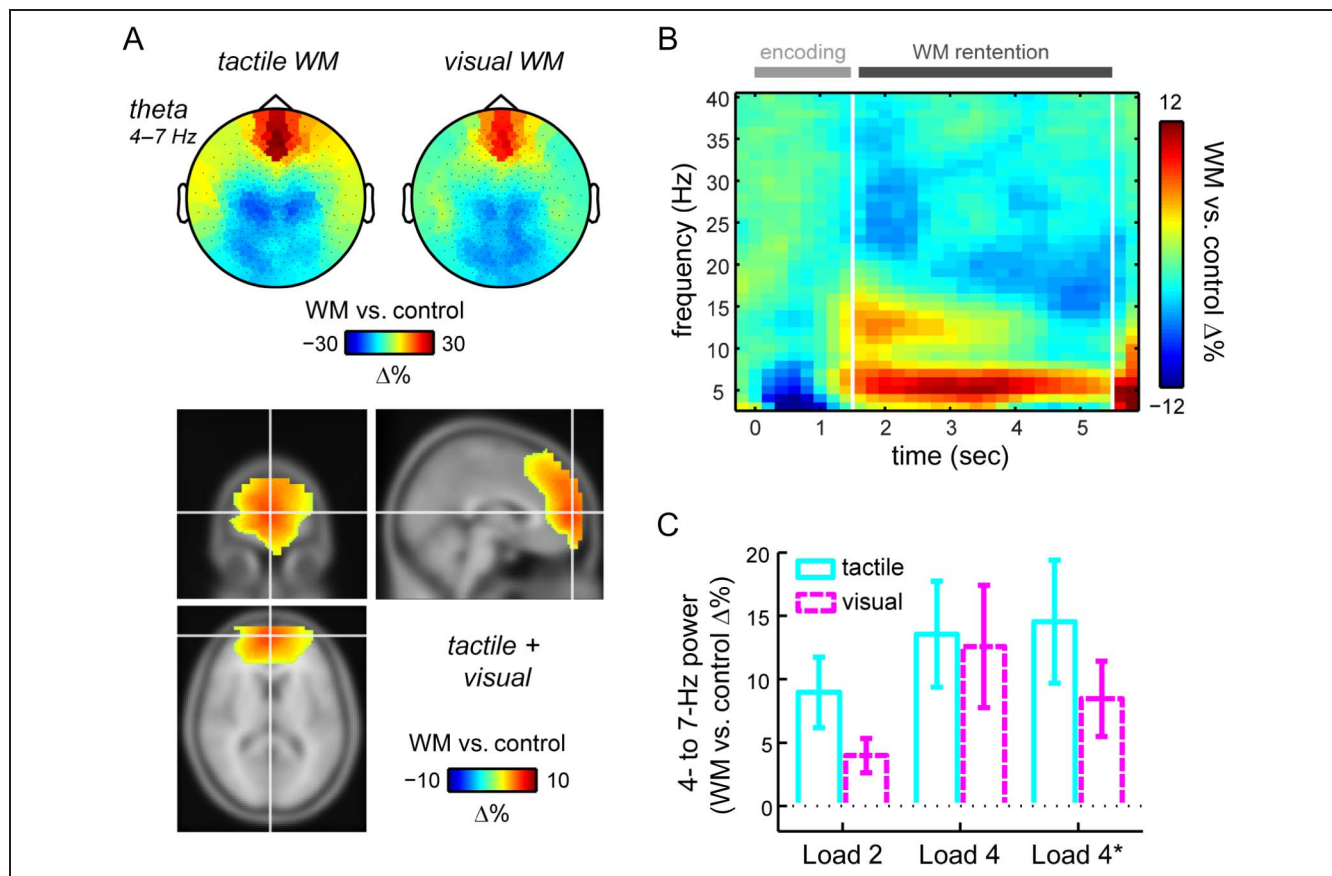 A
tactile WM
visual WM
theta
4–7 Hz
WM vs. control
−30
30
Δ%
tactile +
visual
WM vs. control
−10
10
Δ%
B
encoding
WM rentention
40
30
20
15
10
5
frequency (Hz)
0
1
2
3
4
5
time (sec)
12
−12
WM vs. control Δ%
C
20
15
10
5
0
4- to 7-Hz power
(WM vs. control Δ%)
tactile
visual
Load 2
Load 4
Load 4*